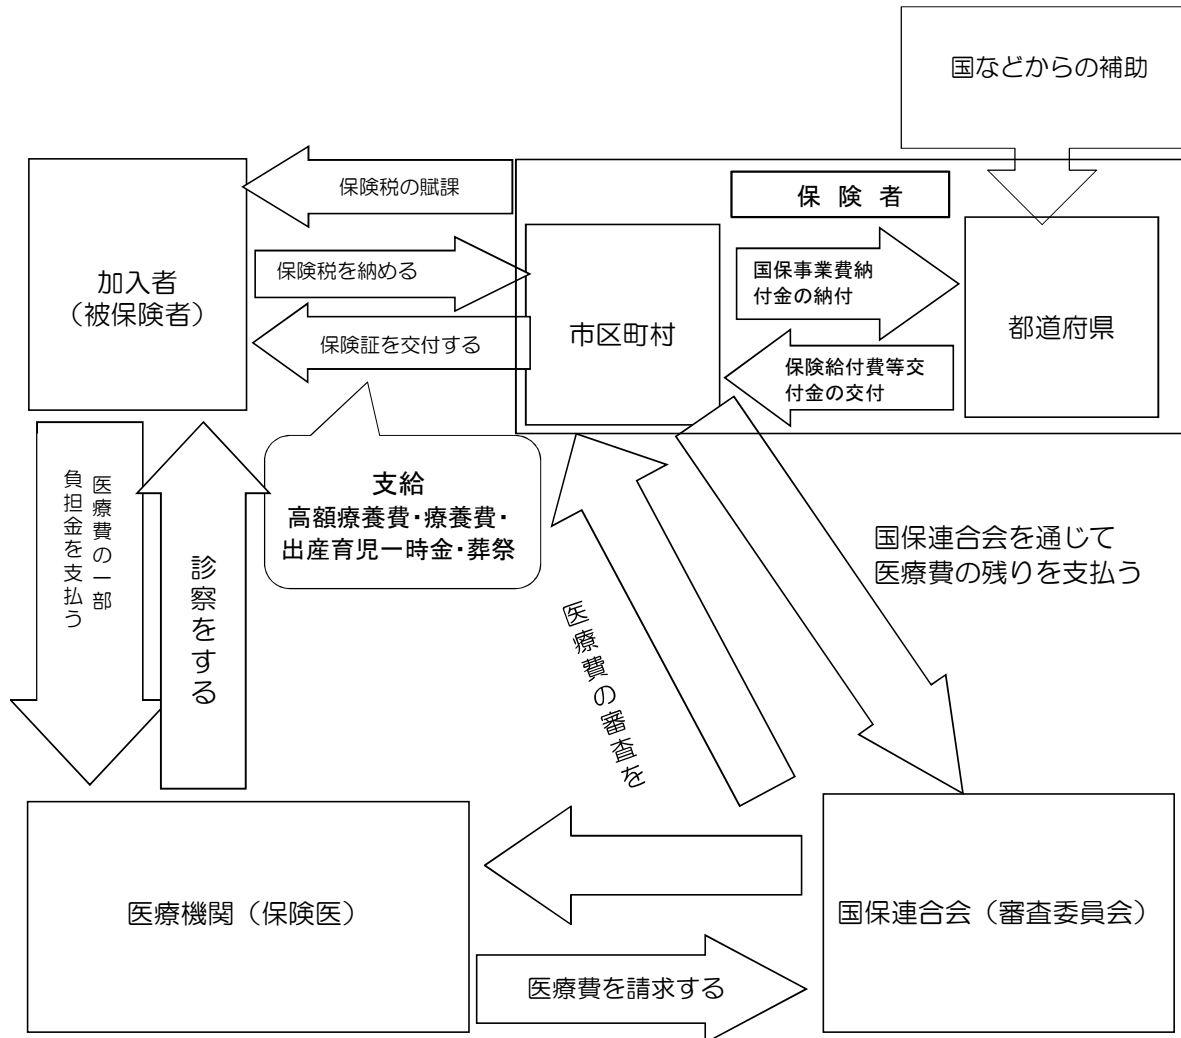 国などからの補助
保険税の賦課
保険者
加入者
（被保険者）
保険税を納める
国保事業費納
付金の納付
市区町村
都道府県
保険証を交付する
保険給付費等交
付金の交付
医療費の一部
負担金を支払う
診察をする
支給
高額療養費・療養費・
出産育児一時金・葬祭
国保連合会を通じて
医療費の残りを支払う
医療費の審査を
医療機関（保険医）
国保連合会（審査委員会）
医療費を請求する